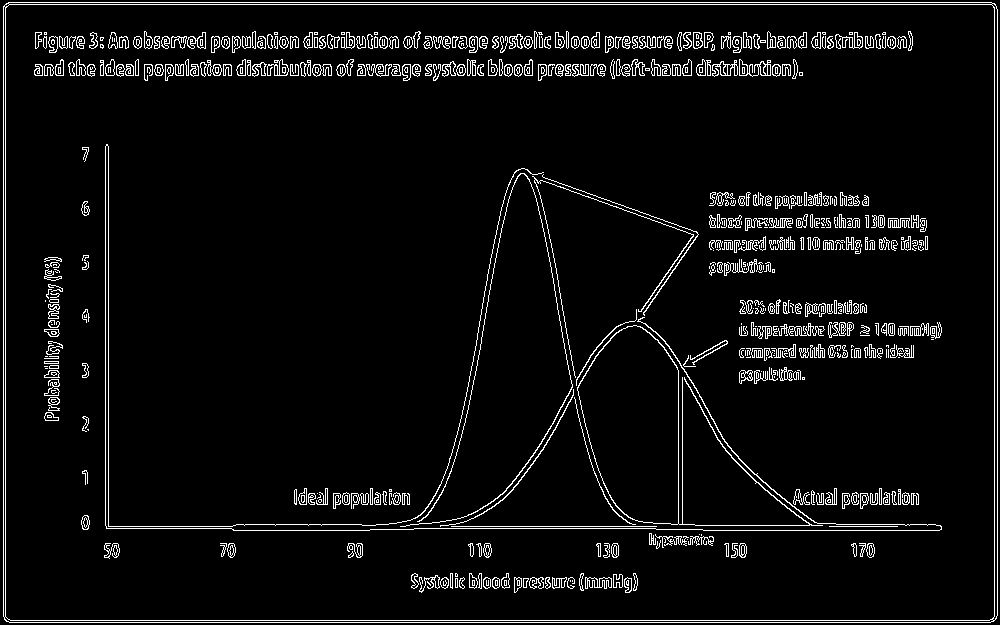 Figure 3: An observed population distribution of average systolic blood pressure (SBP, right-hand distribution)
and the ideal population distribution of average systolic blood pressure (left-hand distribution).
7
6
5
4
3
2
1
0
Probability density (%)
50% of the population has a
blood pressure of less than 130 mmHg
compared with 110 mmHg in the ideal
population.
20% of the population
is hypertensive (SBP ≥ 140 mmHg)
compared with 0% in the ideal
population.
Ideal population
Actual population
Hypertensive
50 70 90 110 130 150 170
Systolic blood pressure (mmHg)